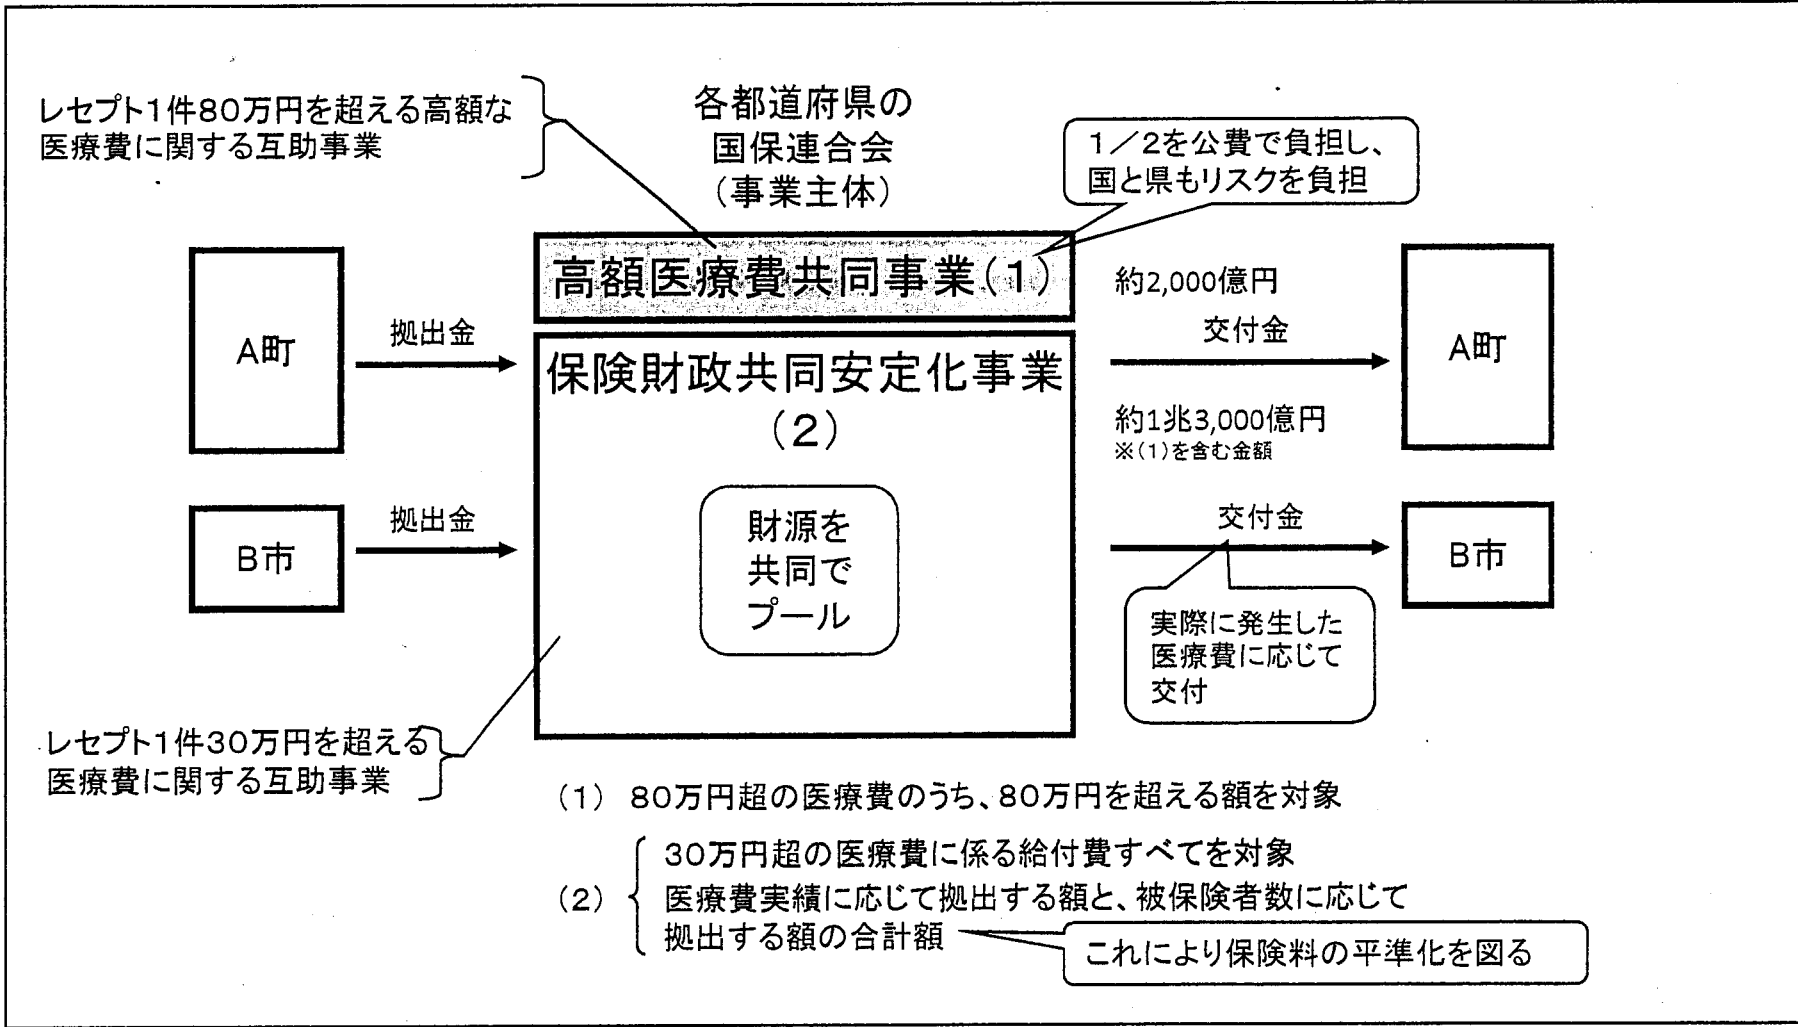 レセプト1件80万円を超える高額な
医療費に関する互助事業
各都道府県の
国保連合会
(事業主体)
1／2を公費で負担し、
国と県もリスクを負担
高額医療費共同事業(1)
A町
拠出金
保険財政共同安定化事業
(2)
約2,000億円
交付金
A町
約1兆3,000億円
※(1)を含む金額
B市
拠出金
財源を
共同で
プール
交付金
B市
実際に発生した
医療費に応じて
交付
レセプト1件30万円を超える
医療費に関する互助事業
(1) 80万円超の医療費のうち、80万円を超える額を対象
30万円超の医療費に係る給付費すべてを対象
(2) 医療費実績に応じて拠出する額と、被保険者数に応じて
拠出する額の合計額
これにより保険料の平準化を図る